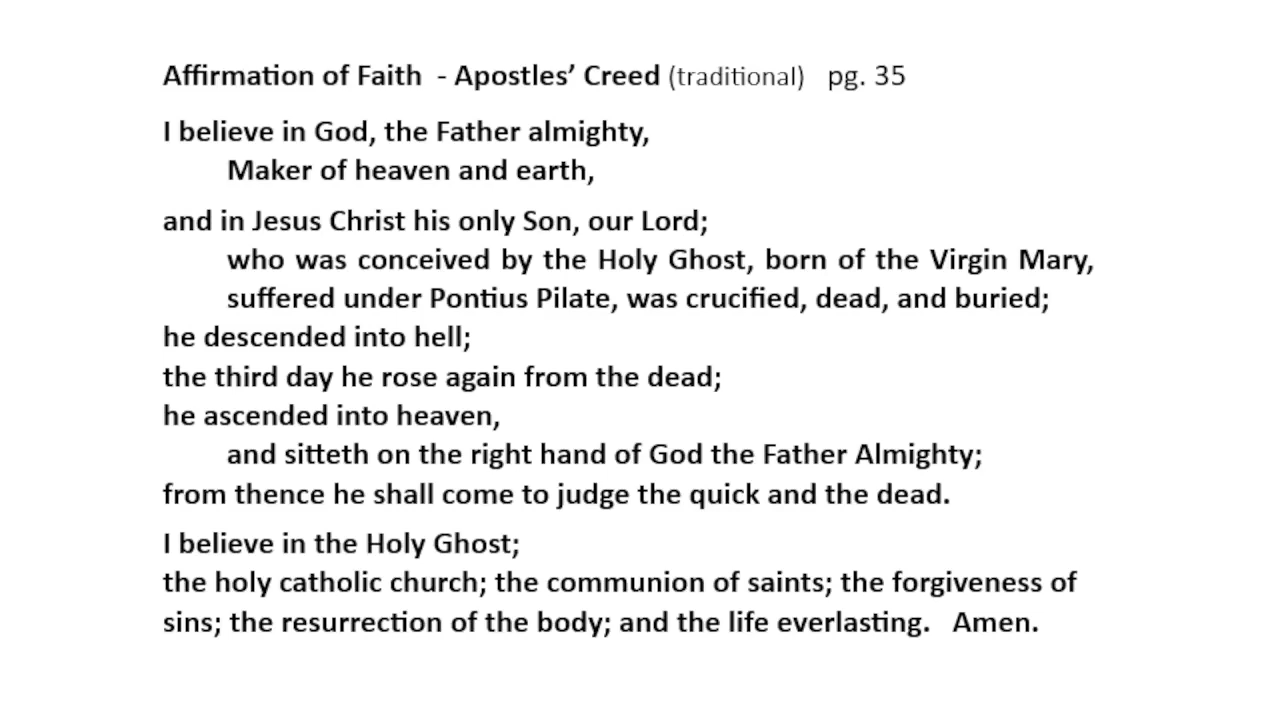 Affirmation of Faith - Apostles’ Creed (traditional) pg. 35
I believe in God, the Father almighty,
Maker of heaven and earth,
and in Jesus Christ his only Son, our Lord;
who was conceived by the Holy Ghost, born of the Virgin Mary,
suffered under Pontius Pilate, was crucified, dead, and buried;
he descended into hell;
the third day he rose again from the dead;
he ascended into heaven,
and sitteth on the right hand of God the Father Almighty;
from thence he shall come to judge the quick and the dead.
I believe in the Holy Ghost;
the holy catholic church; the communion of saints; the forgiveness of
sins; the resurrection of the body; and the life everlasting. Amen.